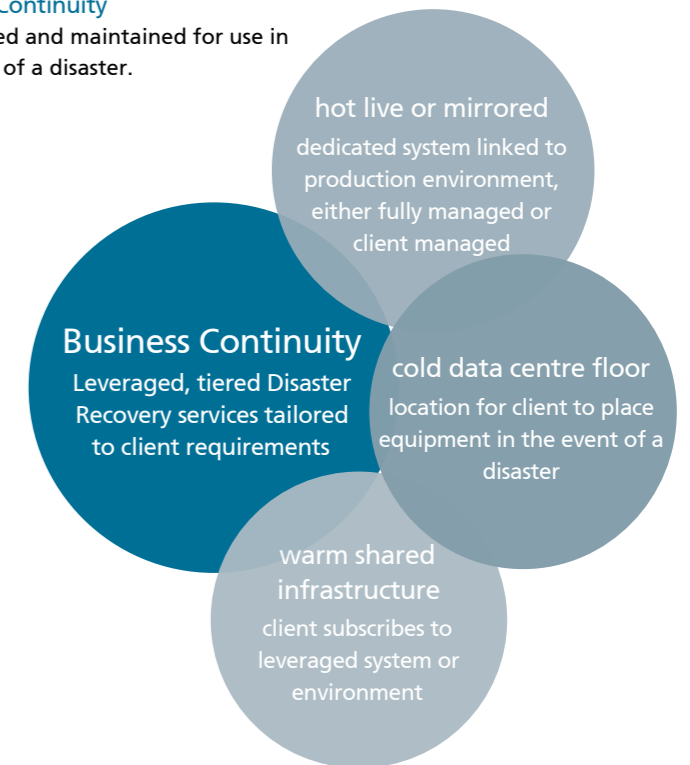 Continuity
ed and maintained for use in
of a disaster.
hot live or mirrored
dedicated system linked to
production environment,
either fully managed or
client managed
Business Continuity
Leveraged, tiered Disaster
Recovery services tailored
to client requirements
cold data centre floor
location for client to place
equipment in the event of a
disaster
warm shared
infrastructure
client subscribes to
leveraged system or
environment